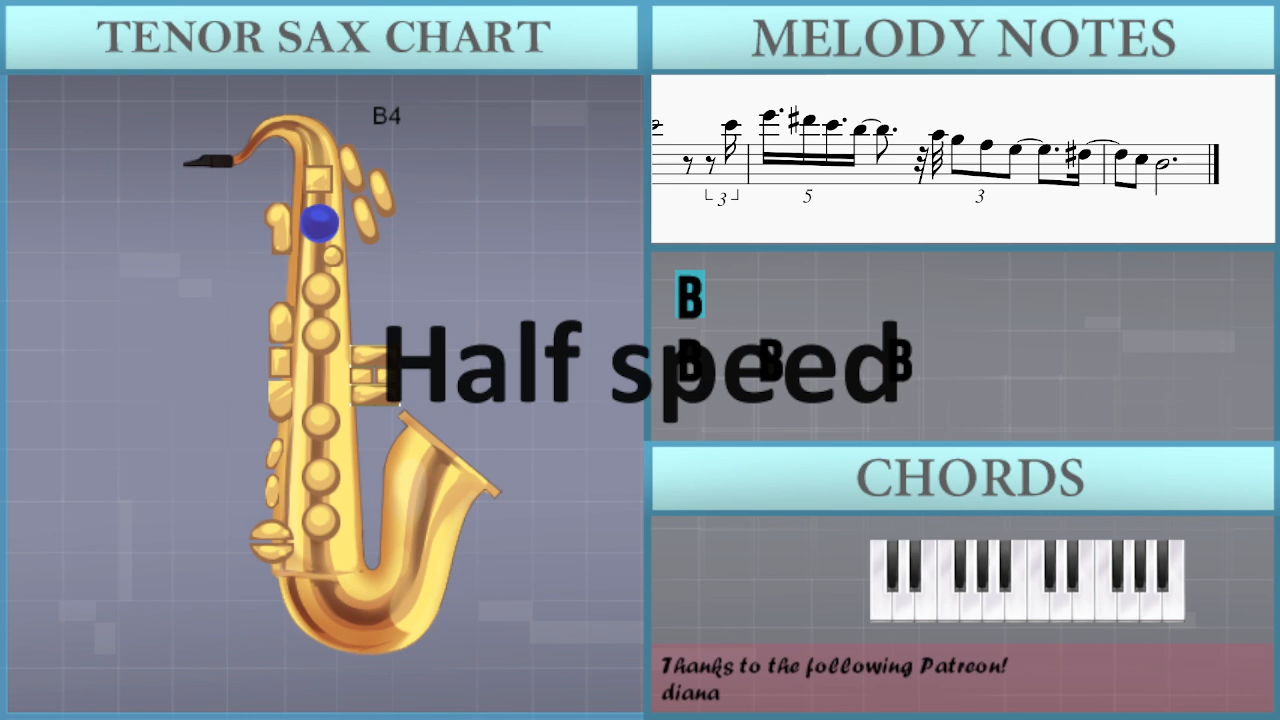 TENOR SAX CHART
MELODY NOTES
B4
3
5
3
B
B B B
Half speed
CHORDS
Thanks to the following Patreon!
diana